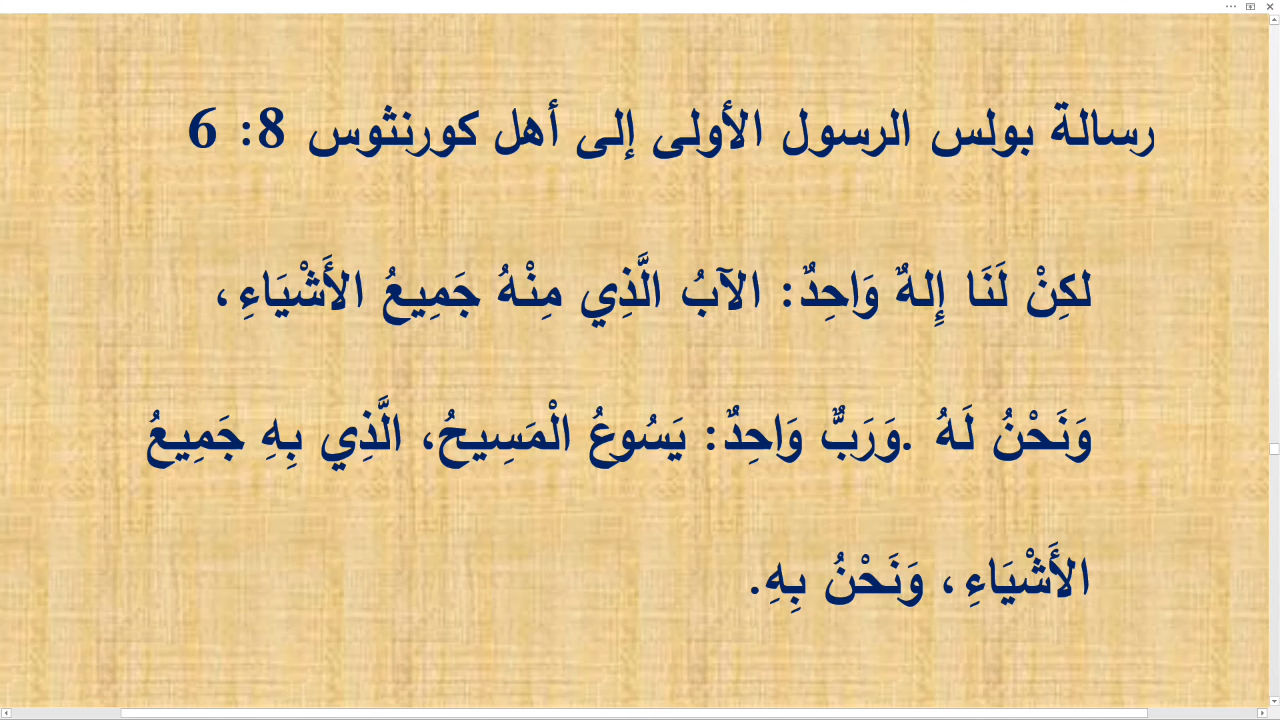 رسالة بولس الرسول الأولى إلى أهل كورنثوس 8: 6
لكِنْ لَنَا إِلهٌ وَاحِدٌ: الآبُ الَّذِي مِنْهُ جَمِيعُ الأَشْيَاءِ،
وَنَحْنُ لَهُ .وَرَبٌّ وَاحِدٌ: يَسُوعُ الْمَسِيحُ، الَّذِي بِهِ جَمِيعُ
الأَشْيَاءِ، وَنَحْنُ بِهِ.